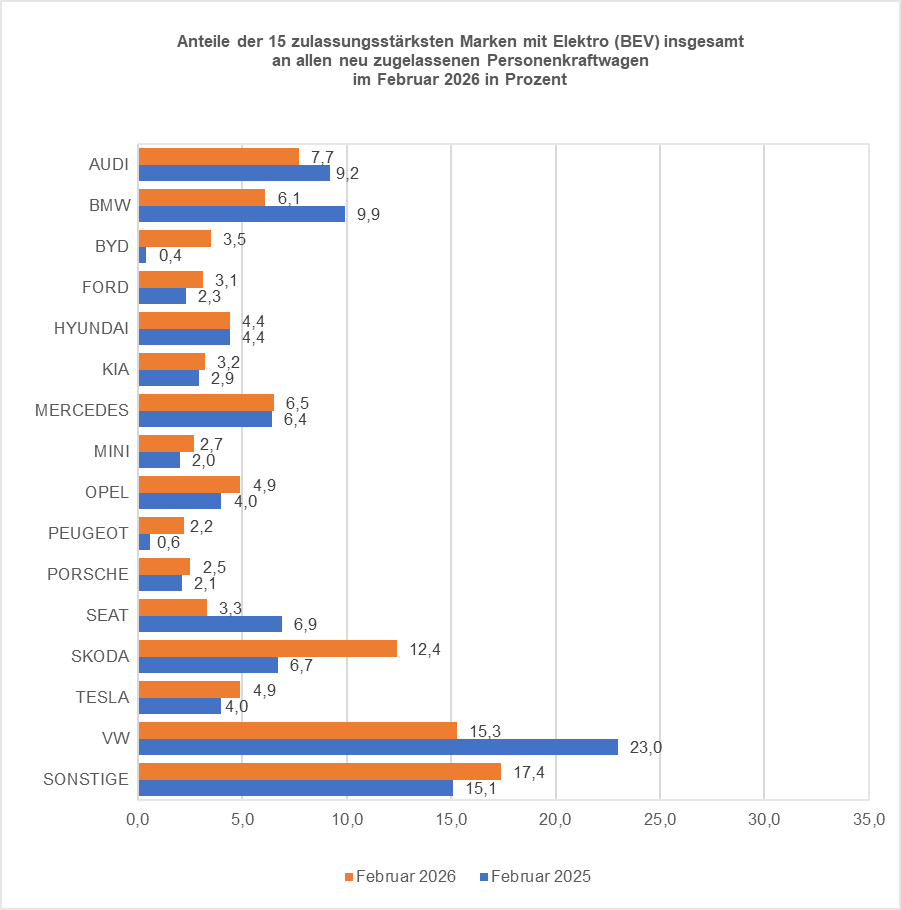 Anteile der 15 zulassungsstärksten Marken mit Elektro (BEV) insgesamt
an allen neu zugelassenen Personenkraftwagen
im Februar 2026 in Prozent
AUDI 7,7 9,2
BMW 6,1 9,9
BYD 3,5 0,4
FORD 3,1 2,3
HYUNDAI 4,4 4,4
KIA 3,2 2,9
MERCEDES 6,5 6,4
MINI 2,7 2,0
OPEL 4,9 4,0
PEUGEOT 2,2 0,6
PORSCHE 2,5 2,1
SEAT 3,3 6,9
SKODA 12,4 6,7
TESLA 4,9 4,0
VW 15,3 23,0
SONSTIGE 17,4 15,1
0,0 5,0 10,0 15,0 20,0 25,0 30,0 35,0
Februar 2026 Februar 2025